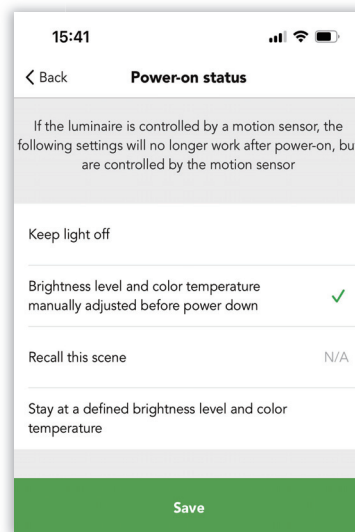 15:41
Back
Power-on status
If the luminaire is controlled by a motion sensor, the
following settings will no longer work after power-on, bu
are controlled by the motion sensor
Keep light off
Brightness level and color temperature
manually adjusted before power down
Recall this scene
N/A
Stay at a defined brightness level and color
temperature
Save